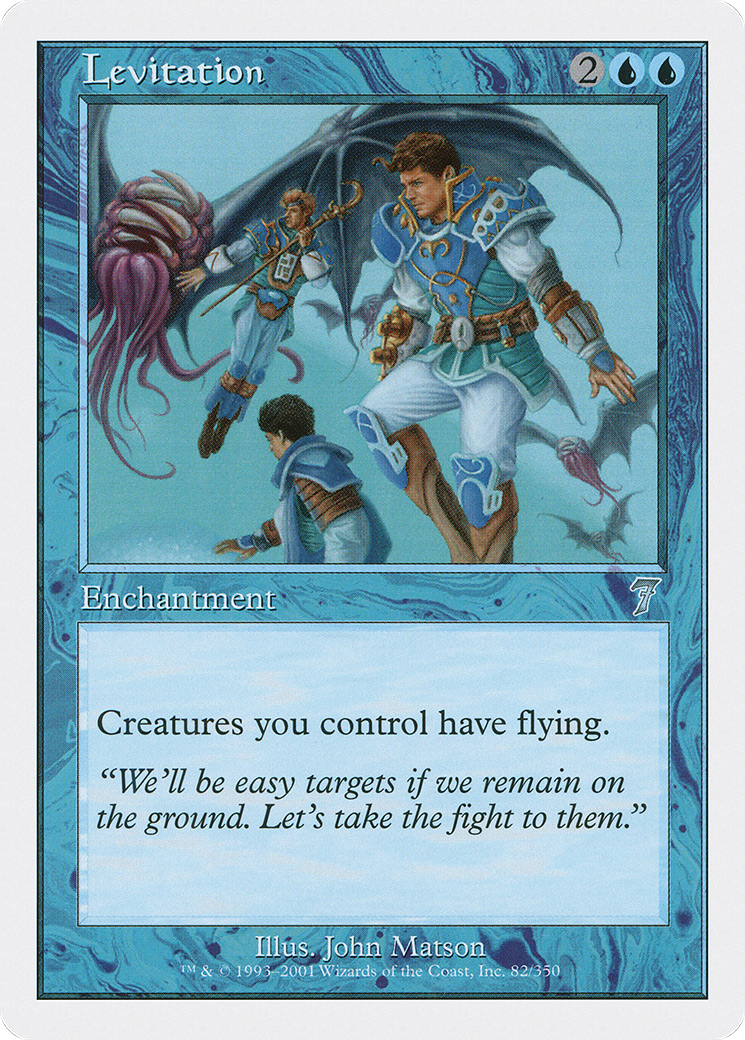 Levitation 2
Enchantment 7
Creatures you control have flying.
“We’ll be easy targets if we remain on
the ground. Let’s take the fight to them.”
Illus. John Matson
™ & © 1993–2001 Wizards of the Coast, Inc. 82/350